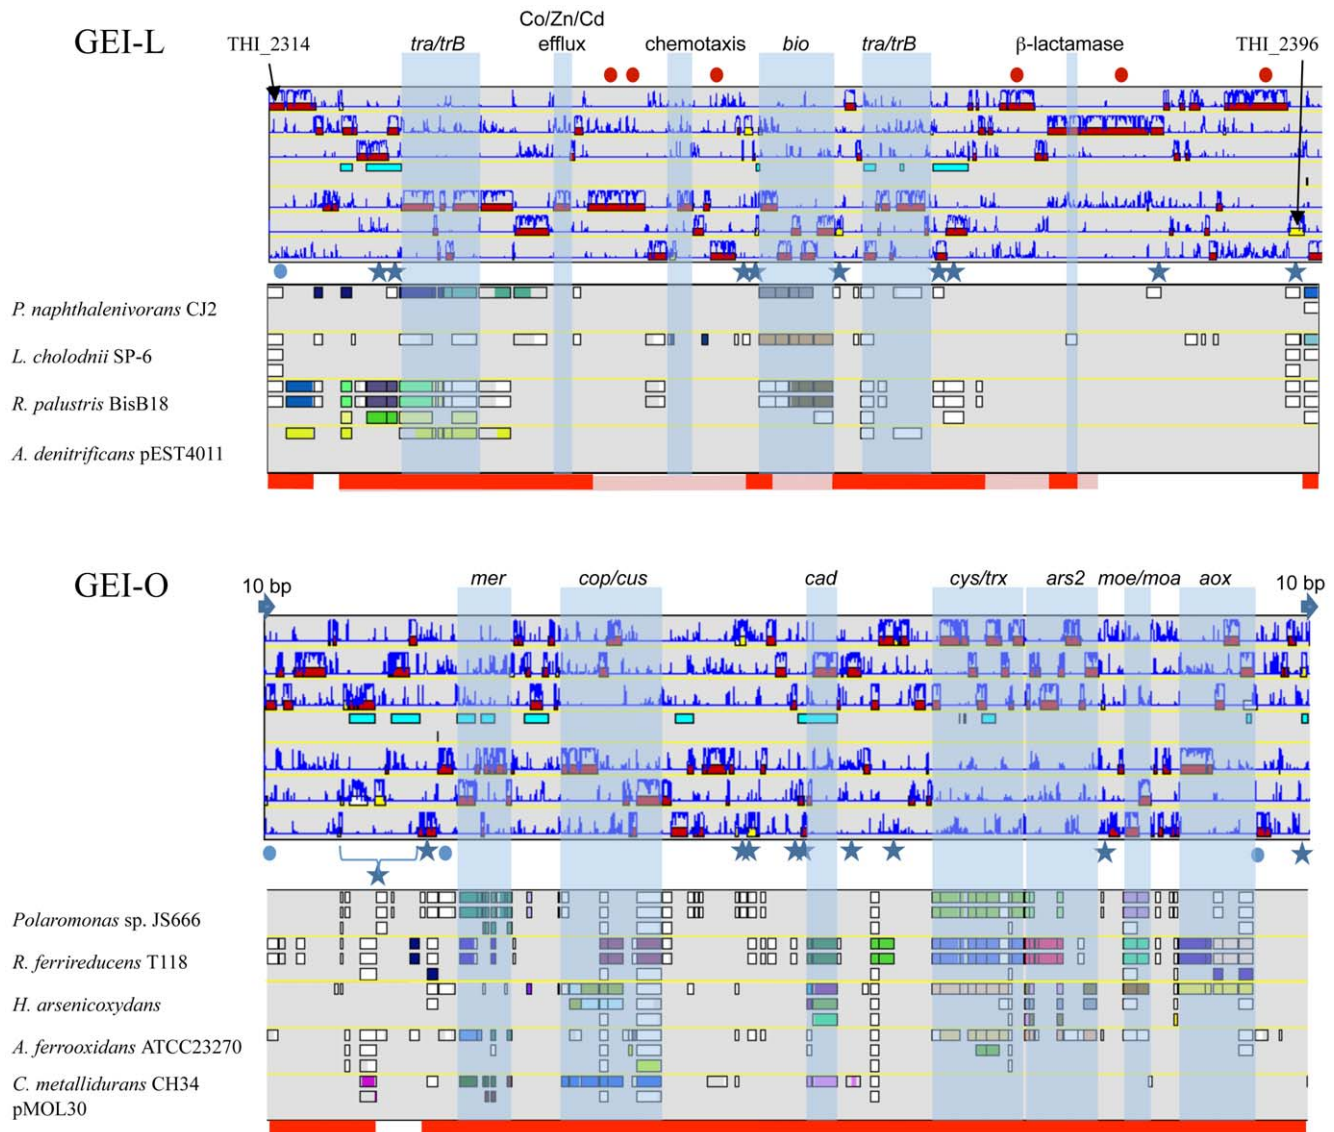 GEI-L
THI_2314
tra/trB
Co/Zn/Cd
efflux
chemotaxis
bio
tra/trB
β-lactamase
THI_2396
P. naphthalenivorans CJ2
L. cholodnii SP-6
R. palustris BisB18
A. denitrificans pEST4011
GEI-O
10 bp
mer
cop/cus
cad
cys/trx
ars2
moe/moa
aox
10 bp
Polaromonas sp. JS666
R. ferrireducens T118
H. arsenicoxydans
A. ferrooxidans ATCC23270
C. metallidurans CH34
pMOL30